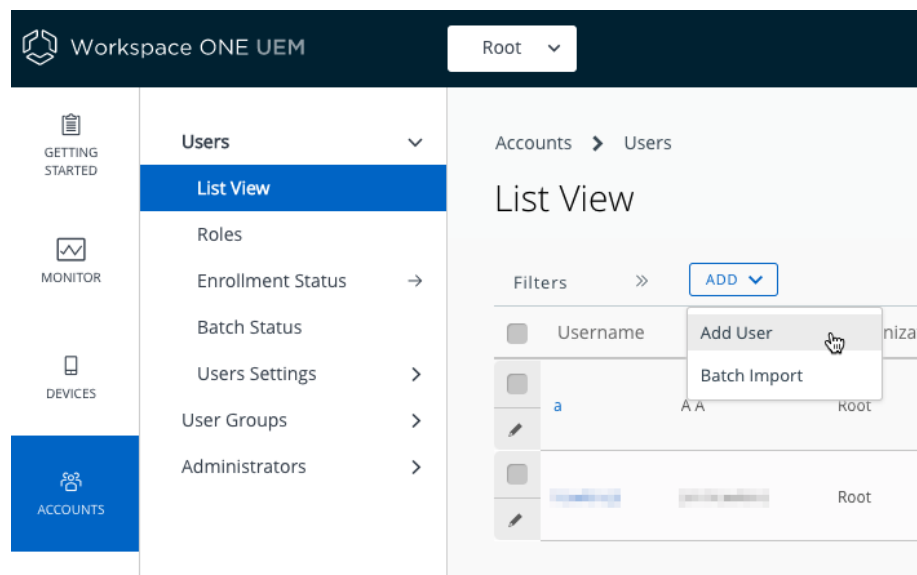 Workspace ONE UEM
Root
GETTING
STARTED
MONITOR
DEVICES
ACCOUNTS
Users
List View
Roles
Enrollment Status
Batch Status
Users Settings
User Groups
Administrators
Accounts > Users
List View
Filters » ADD
Add User
Batch Import
Username
a A A Root
Root